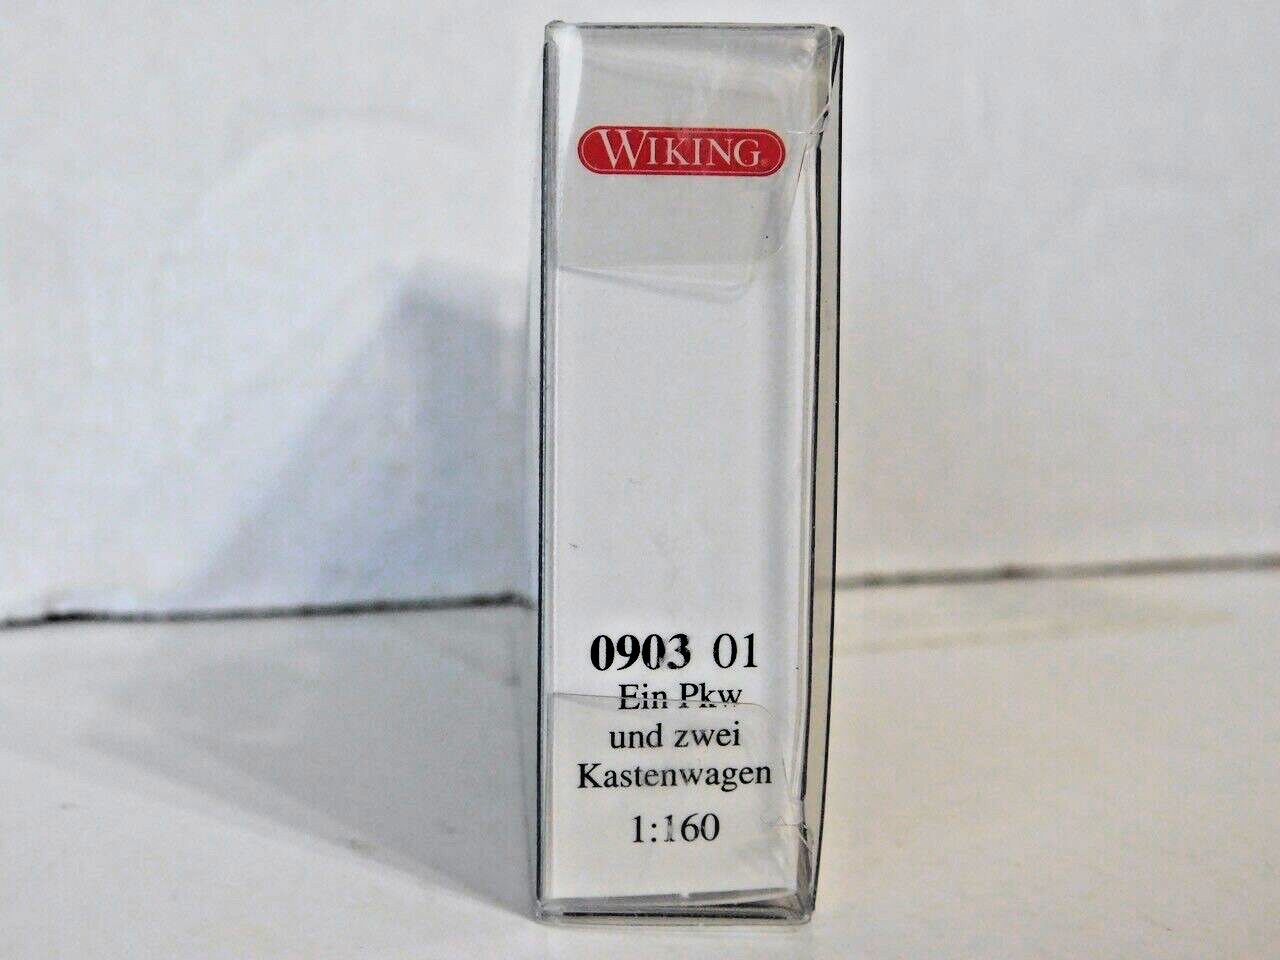 WIKING®
0903 01
Ein Pkw
und zwei
Kastenwagen
1:160